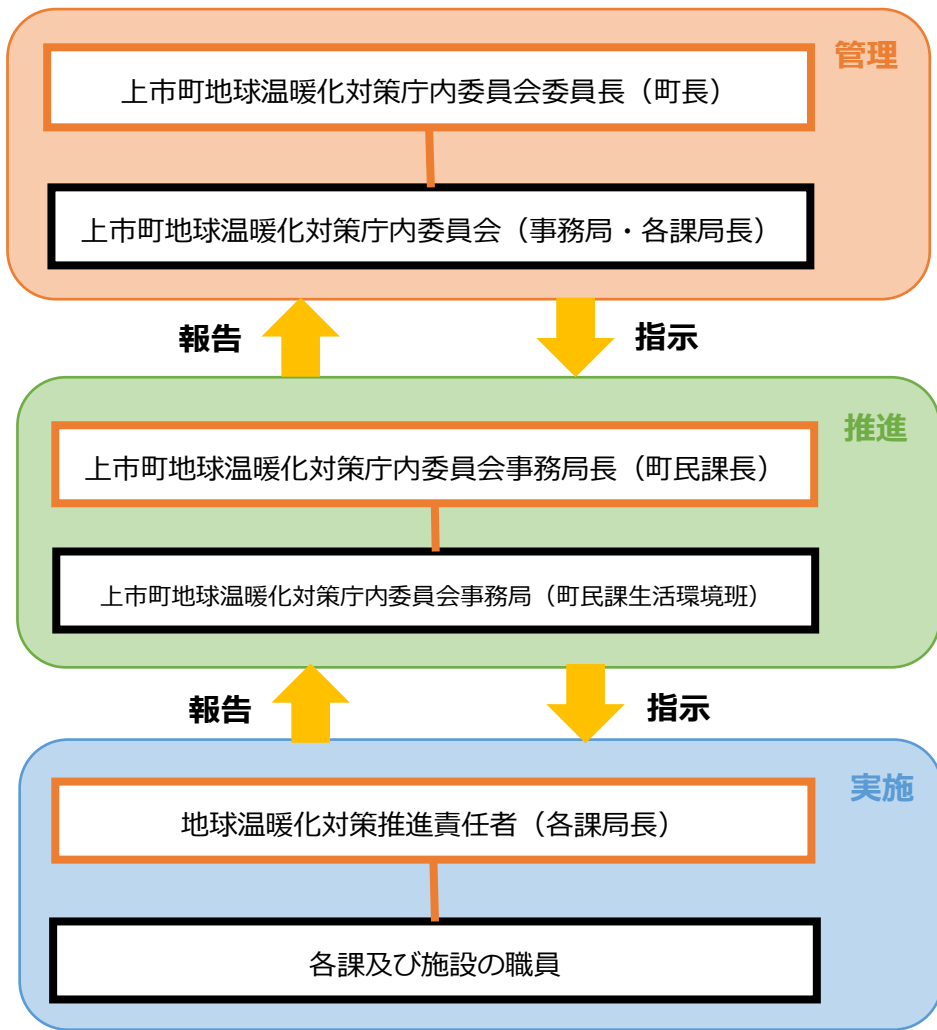 管理
上市町地球温暖化対策庁内委員会委員長（町長）
上市町地球温暖化対策庁内委員会（事務局・各課局長）
報告
指示
推進
上市町地球温暖化対策庁内委員会事務局長（町民課長）
上市町地球温暖化対策庁内委員会事務局（町民課生活環境班）
報告
指示
実施
地球温暖化対策推進責任者（各課局長）
各課及び施設の職員